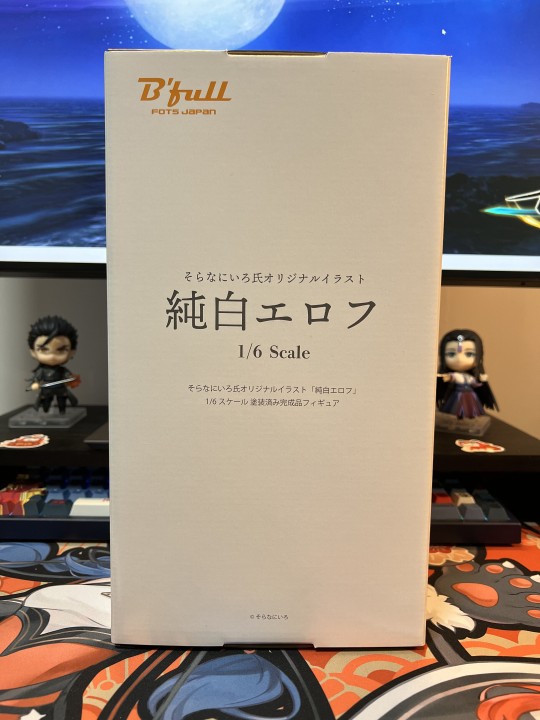 B'full
FOTS JAPAN
そらなにいろ氏オリジナルイラスト
純白エロフ
1/6 Scale
そらなにいろ氏オリジナルイラスト「純白エロフ」
1/6 スケール 塗装済み完成品フィギュア
© そらなにいろ